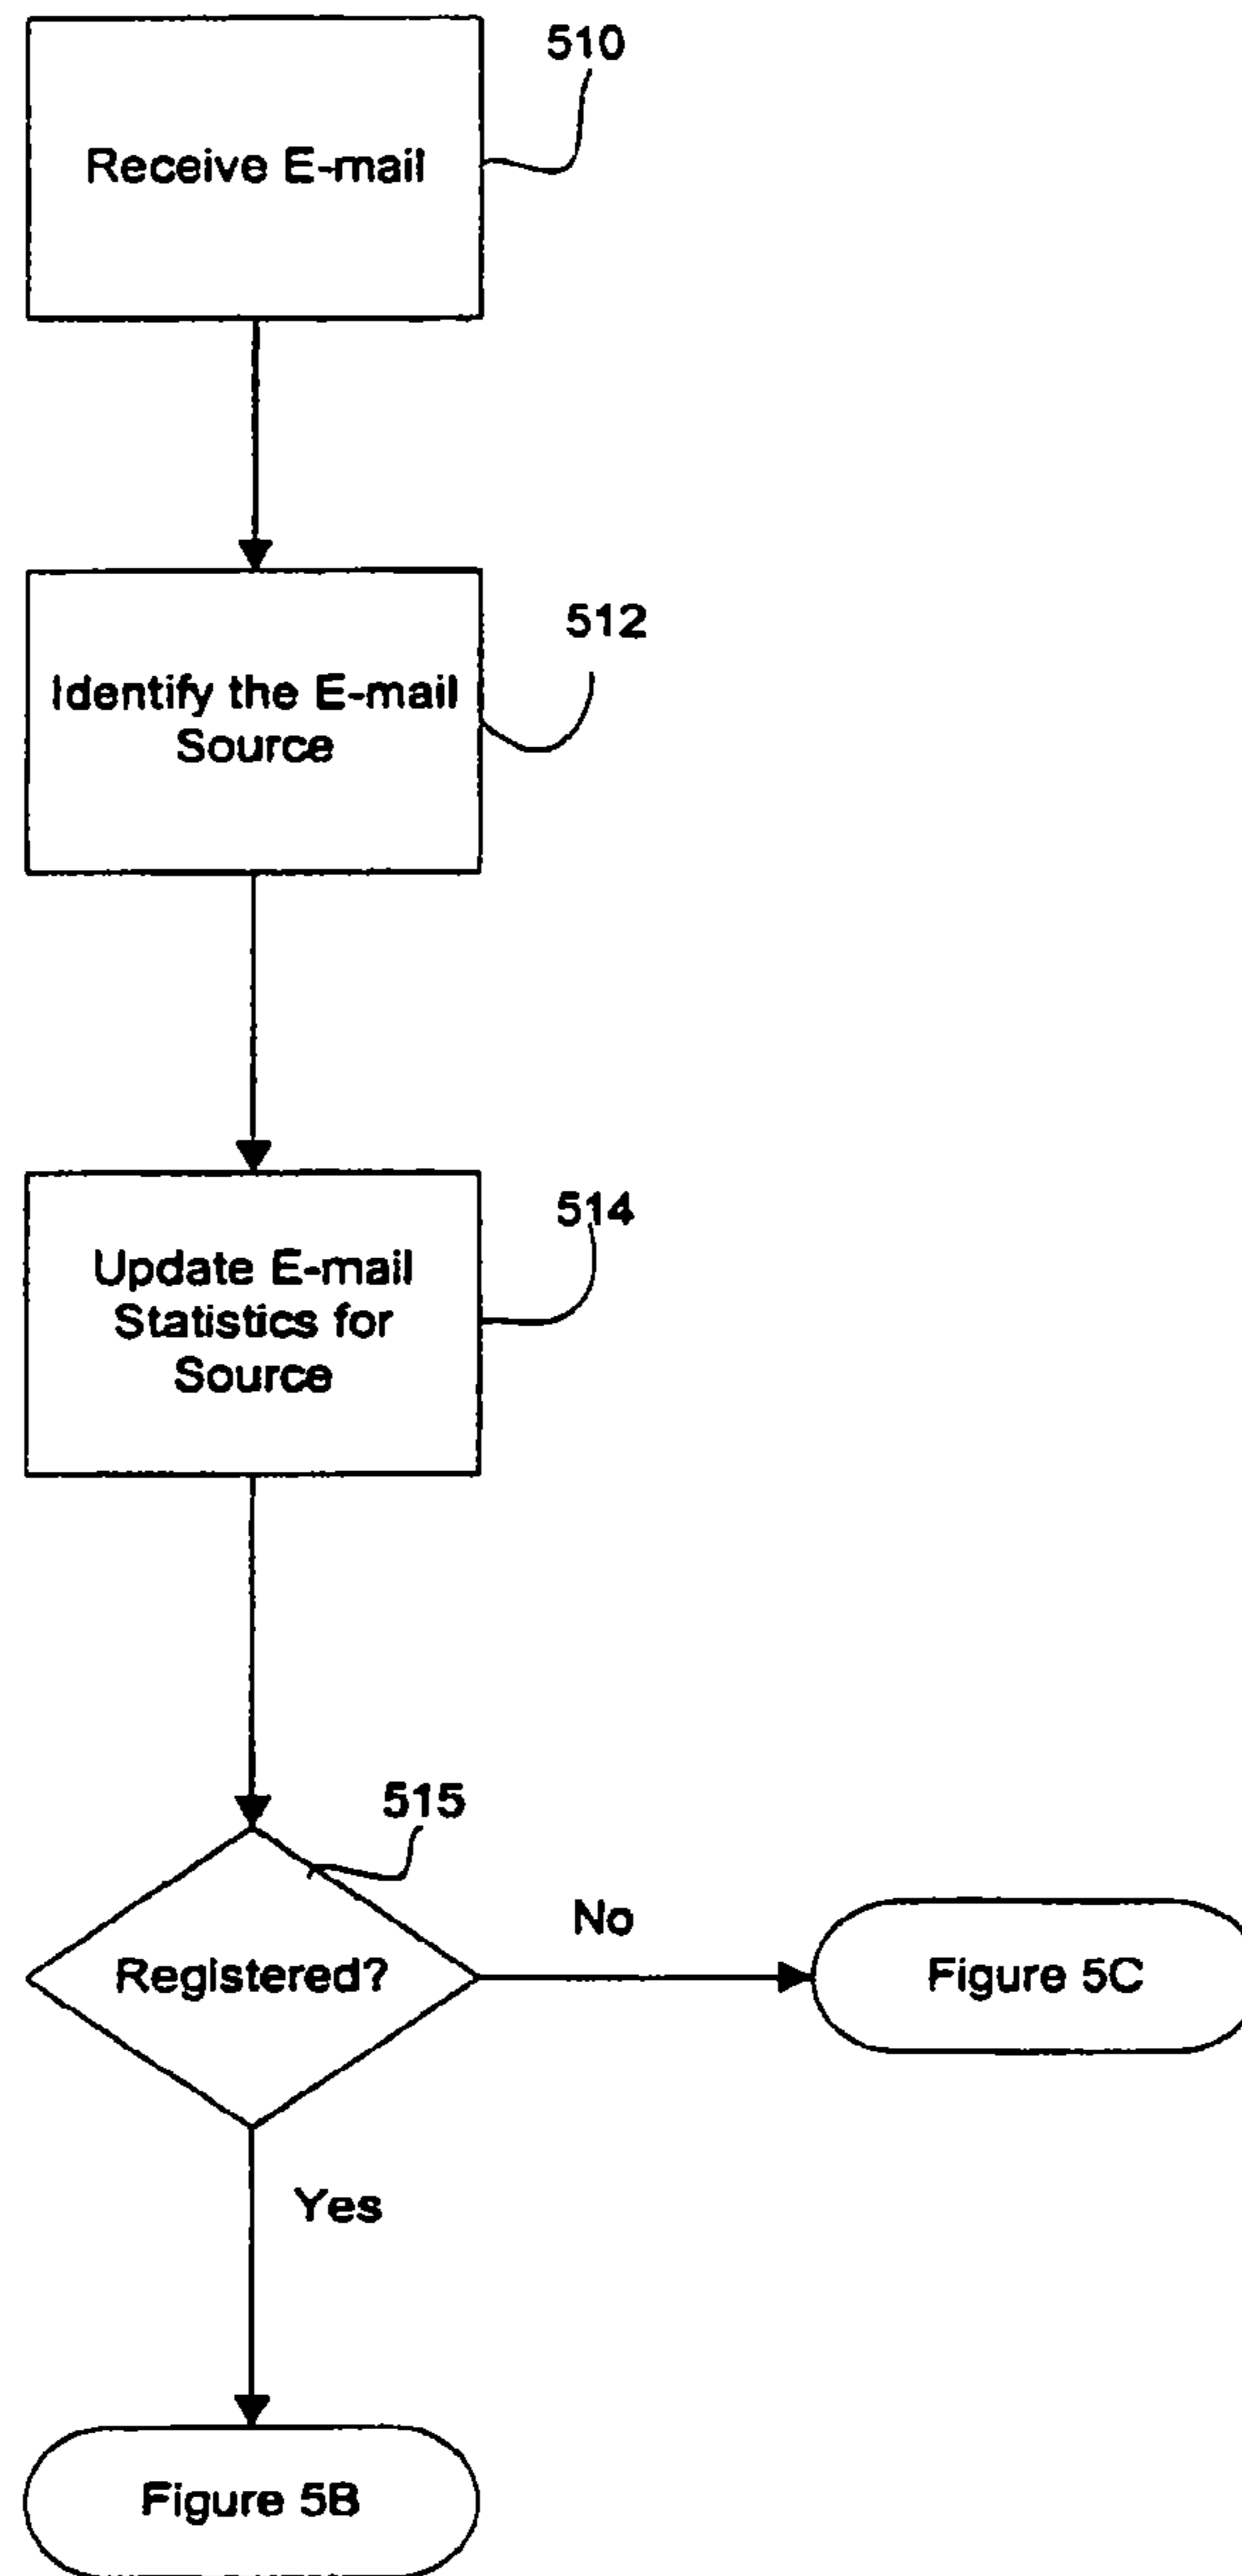 510
Receive E-mail
512
Identify the E-mail
Source
514
Update E-mail
Statistics for
Source
515
Registered?
No
Figure 5C
Yes
Figure 5B